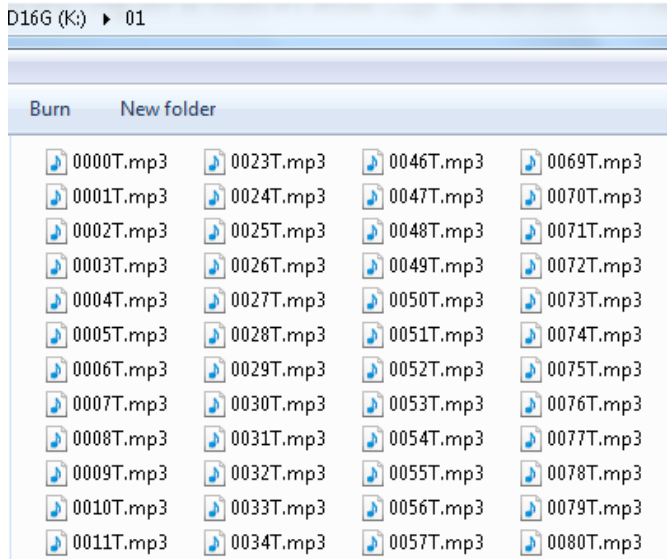 D16G (K:) ▸ 01
Burn New folder
0000T.mp3 0023T.mp3 0046T.mp3 0069T.mp3
0001T.mp3 0024T.mp3 0047T.mp3 0070T.mp3
0002T.mp3 0025T.mp3 0048T.mp3 0071T.mp3
0003T.mp3 0026T.mp3 0049T.mp3 0072T.mp3
0004T.mp3 0027T.mp3 0050T.mp3 0073T.mp3
0005T.mp3 0028T.mp3 0051T.mp3 0074T.mp3
0006T.mp3 0029T.mp3 0052T.mp3 0075T.mp3
0007T.mp3 0030T.mp3 0053T.mp3 0076T.mp3
0008T.mp3 0031T.mp3 0054T.mp3 0077T.mp3
0009T.mp3 0032T.mp3 0055T.mp3 0078T.mp3
0010T.mp3 0033T.mp3 0056T.mp3 0079T.mp3
0011T.mp3 0034T.mp3 0057T.mp3 0080T.mp3